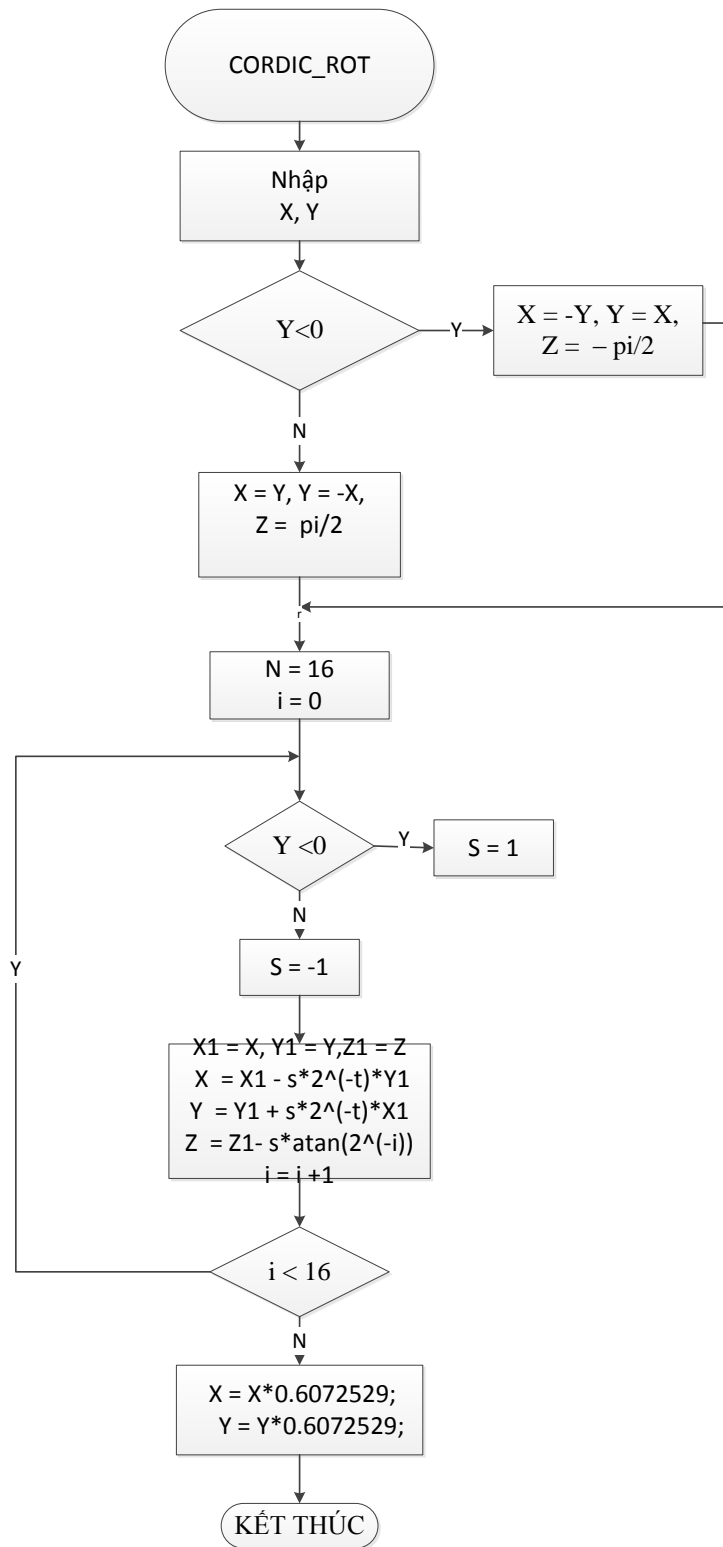 CORDIC_ROT
Nhập
X, Y
Y<0
Y
X = -Y, Y = X,
Z = – pi/2
N
X = Y, Y = -X,
Z = pi/2
r
N = 16
i = 0
Y <0
Y
S = 1
N
S = -1
Y
X1 = X, Y1 = Y,Z1 = Z
X = X1 - s*2^(-t)*Y1
Y = Y1 + s*2^(-t)*X1
Z = Z1- s*atan(2^(-i))
i = i +1
i < 16
N
X = X*0.6072529;
Y = Y*0.6072529;
KẾT THÚC